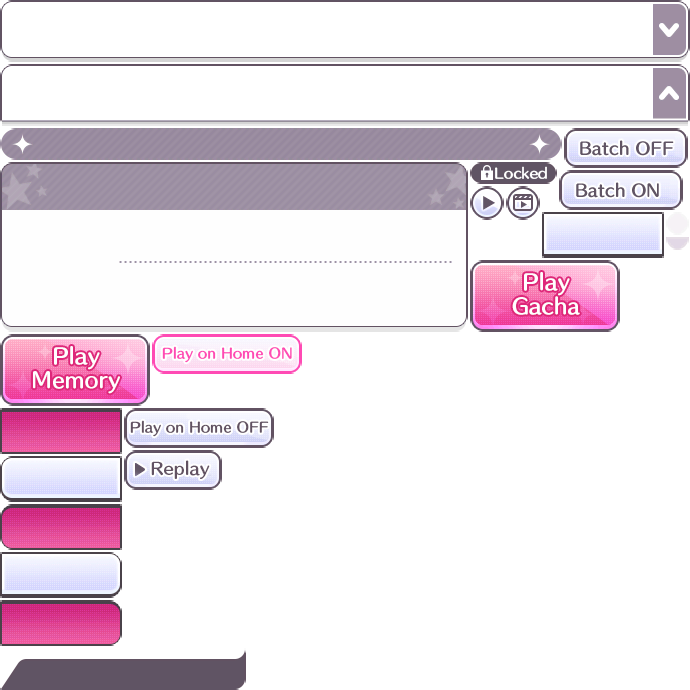 Batch OFF
Locked
Batch ON
Play
Gacha
Play
Memory
Play on Home ON
Play on Home OFF
Replay